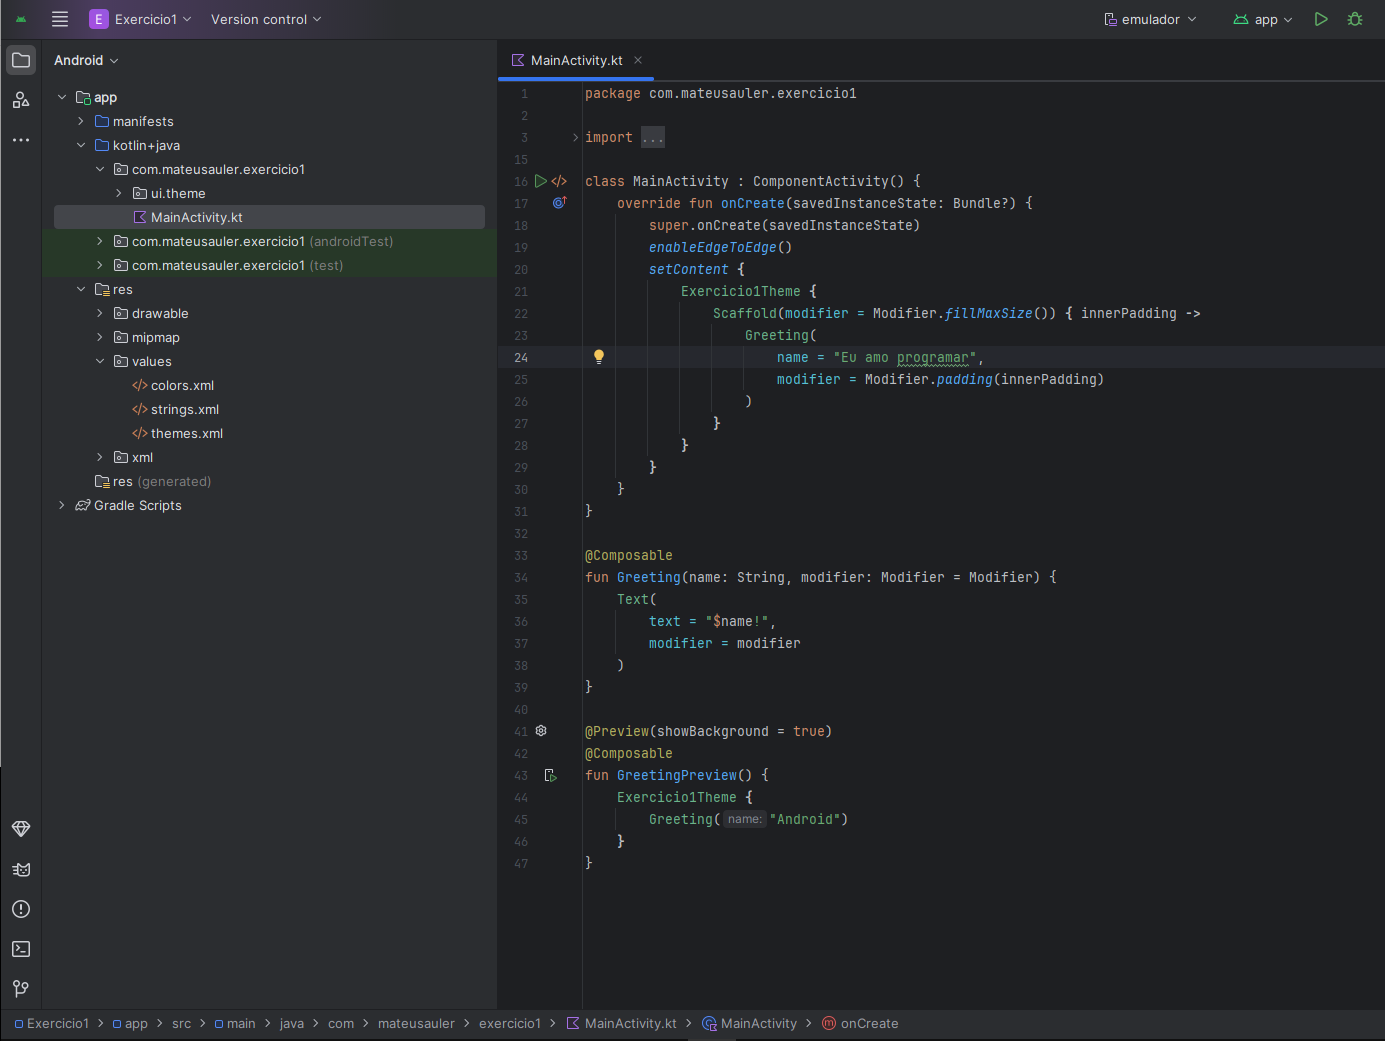 E Exercicio1 Version control emulador app
Android
app
manifests
kotlin+java
com.mateusauler.exercicio1
ui.theme
MainActivity.kt
com.mateusauler.exercicio1 (androidTest)
com.mateusauler.exercicio1 (test)
res
drawable
mipmap
values
</> colors.xml
</> strings.xml
</> themes.xml
xml
res (generated)
Gradle Scripts
MainActivity.kt
1 package com.mateusauler.exercicio1
2
3 import ...
15
16 class MainActivity : ComponentActivity() {
17 override fun onCreate(savedInstanceState: Bundle?) {
18 super.onCreate(savedInstanceState)
19 enableEdgeToEdge()
20 setContent {
21 Exercicio1Theme {
22 Scaffold(modifier = Modifier.fillMaxSize()) { innerPadding ->
23 Greeting(
24 name = "Eu amo programar",
25 modifier = Modifier.padding(innerPadding)
26 )
27 }
28 }
29 }
30 }
31 }
32
33 @Composable
34 fun Greeting(name: String, modifier: Modifier = Modifier) {
35 Text(
36 text = "$name!",
37 modifier = modifier
38 )
39 }
40
41 @Preview(showBackground = true)
42 @Composable
43 fun GreetingPreview() {
44 Exercicio1Theme {
45 Greeting( name: "Android")
46 }
47 }
Exercicio1 > app > src > main > java > com > mateusauler > exercicio1 > MainActivity.kt > MainActivity > onCreate